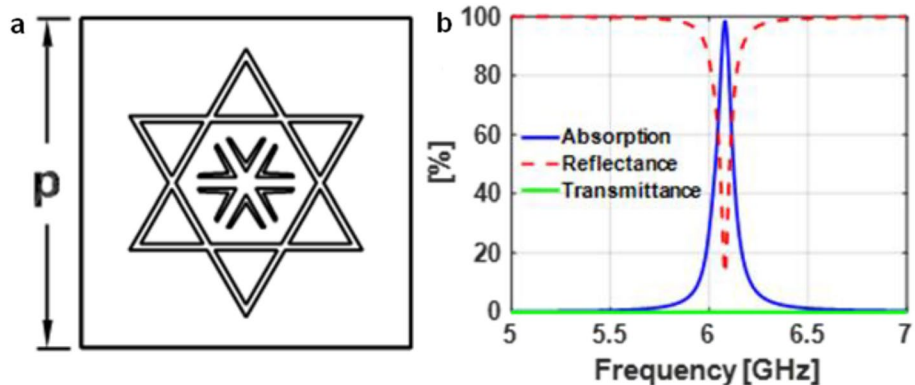 a
p
b
100
80
60
40
20
0
[%]
Absorption
Reflectance
Transmittance
5
5.5
6
6.5
7
Frequency [GHz]